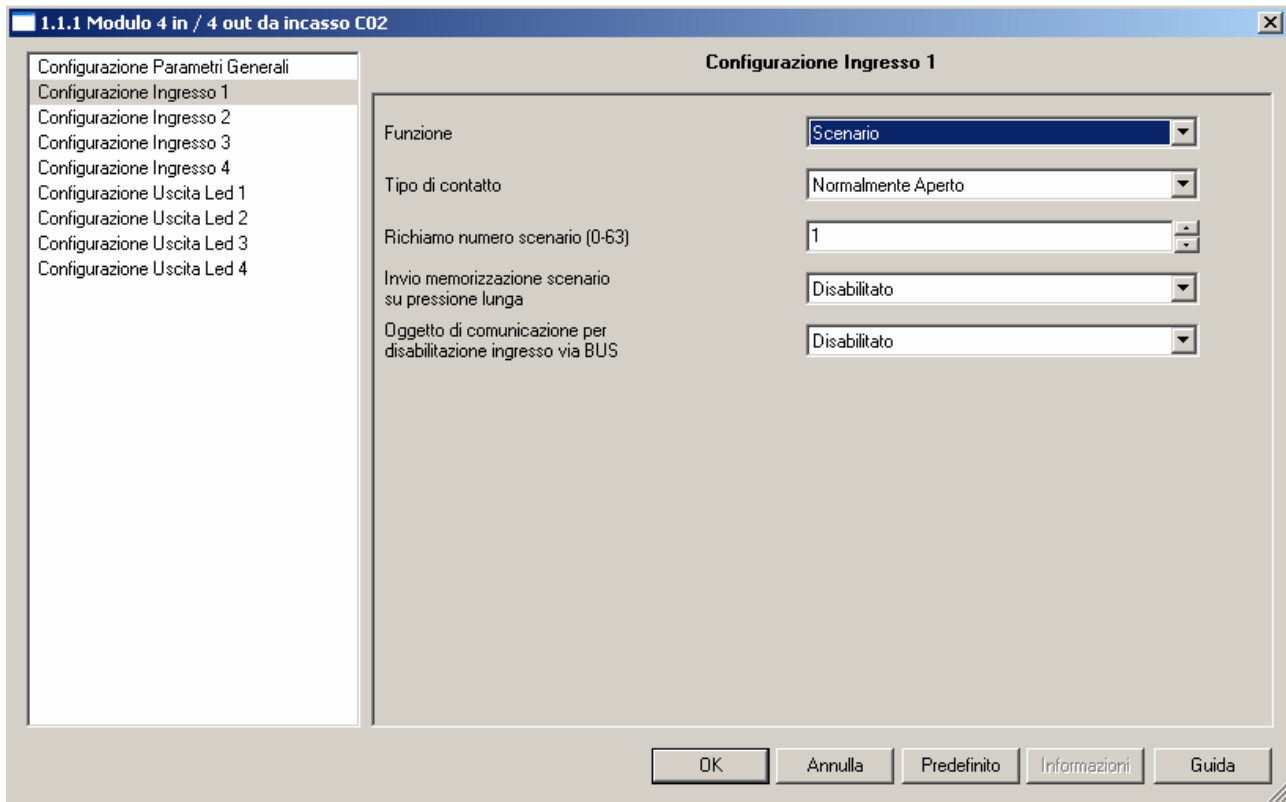 1.1.1 Modulo 4 in / 4 out da incasso C02
Configurazione Parametri Generali
Configurazione Ingresso 1
Configurazione Ingresso 2
Configurazione Ingresso 3
Configurazione Ingresso 4
Configurazione Uscita Led 1
Configurazione Uscita Led 2
Configurazione Uscita Led 3
Configurazione Uscita Led 4
Configurazione Ingresso 1
Funzione
Scenario
Tipo di contatto
Normalmente Aperto
Richiamo numero scenario (0-63)
1
Invio memorizzazione scenario
su pressione lunga
Disabilitato
Oggetto di comunicazione per
disabilitazione ingresso via BUS
Disabilitato
OK
Annulla
Predefinito
Informazioni
Guida